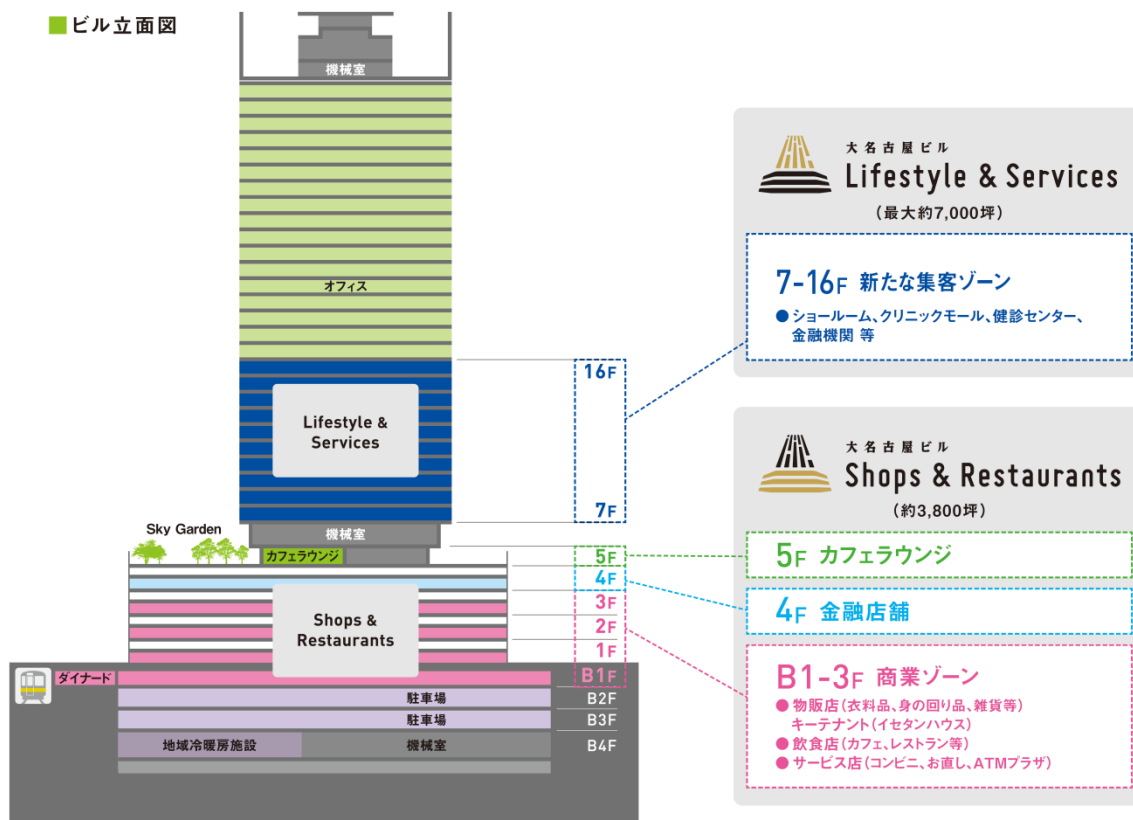 ビル立面図
機械室
オフィス
Lifestyle &
Services
機械室
Sky Garden
カフェラウンジ
Shops &
Restaurants
ダイナード
駐車場
駐車場
地域冷暖房施設
機械室
16F
7F
5F
4F
3F
2F
1F
B1F
B2F
B3F
B4F
大名古屋ビル
Lifestyle & Services
(最大約7,000坪)
7-16F 新たな集客ゾーン
●ショールーム、クリニックモール、健診センター、
金融機関 等
大名古屋ビル
Shops & Restaurants
(約3,800坪)
5F カフェラウンジ
4F 金融店舗
B1-3F 商業ゾーン
●物販店(衣料品、身の回り品、雑貨等)
キーテナント(イセタンハウス)
●飲食店(カフェ、レストラン等)
●サービス店(コンビニ、お直し、ATMプラザ)